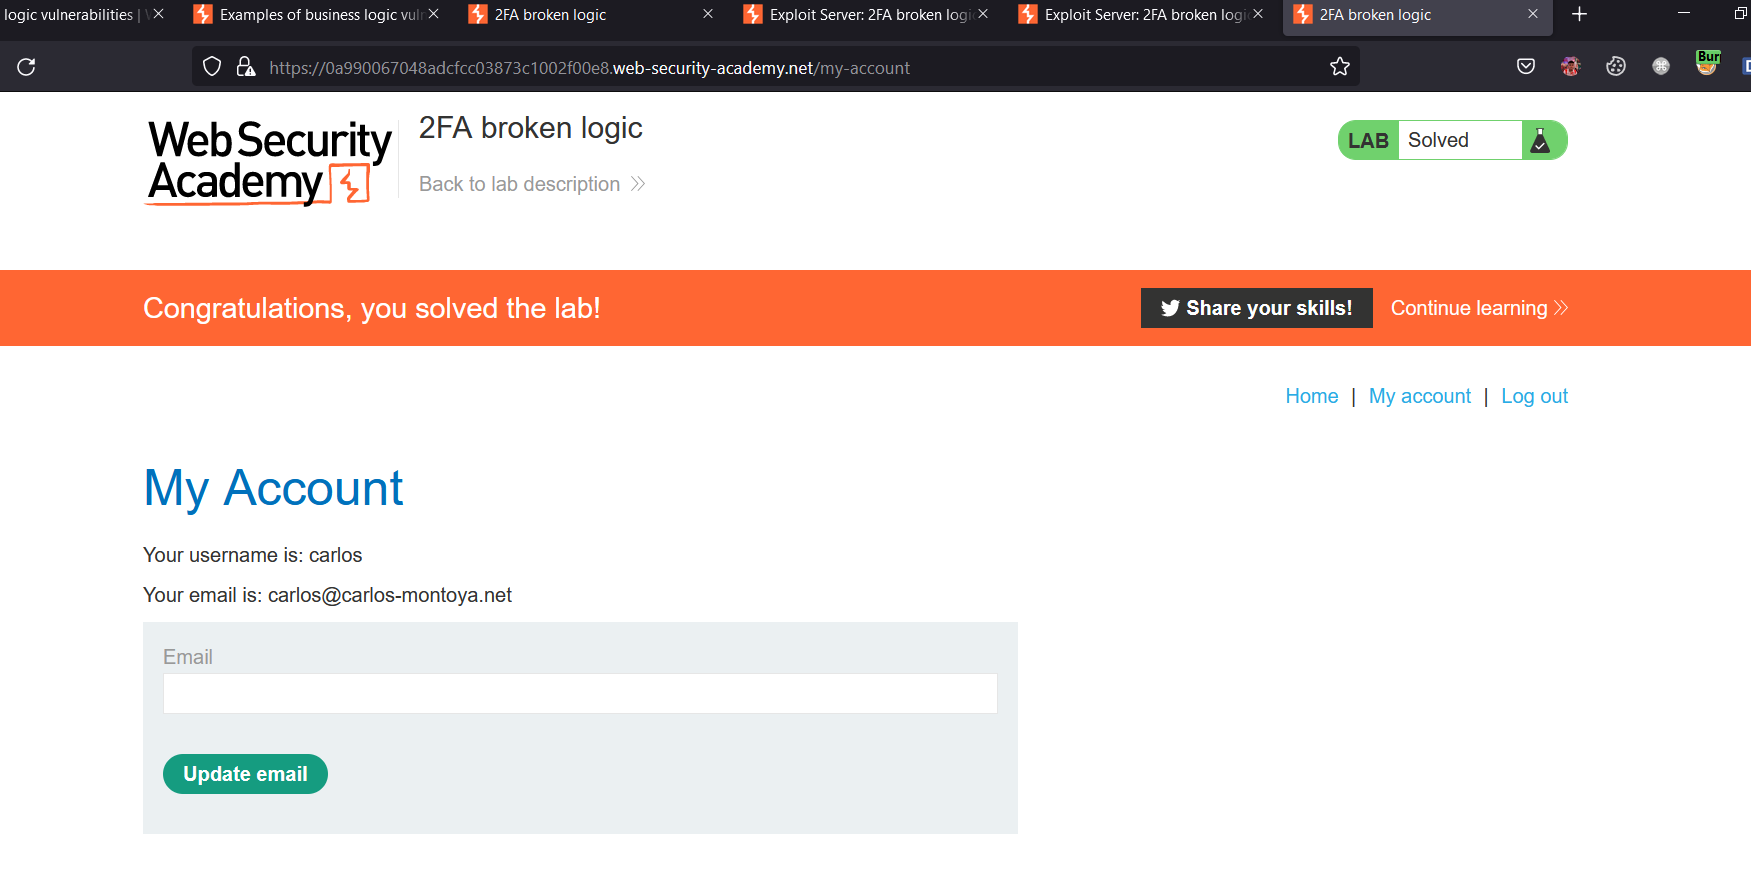 logic vulnerabilities |
Examples of business logic vuln
2FA broken logic
Exploit Server: 2FA broken logic
Exploit Server: 2FA broken logic
2FA broken logic
https://0a990067048adcfcc03873c1002f00e8.web-security-academy.net/my-account
Bur
Web Security
Academy
2FA broken logic
Back to lab description
LAB Solved
Congratulations, you solved the lab!
Share your skills!
Continue learning
Home | My account | Log out
My Account
Your username is: carlos
Your email is: carlos@carlos-montoya.net
Email
Update email